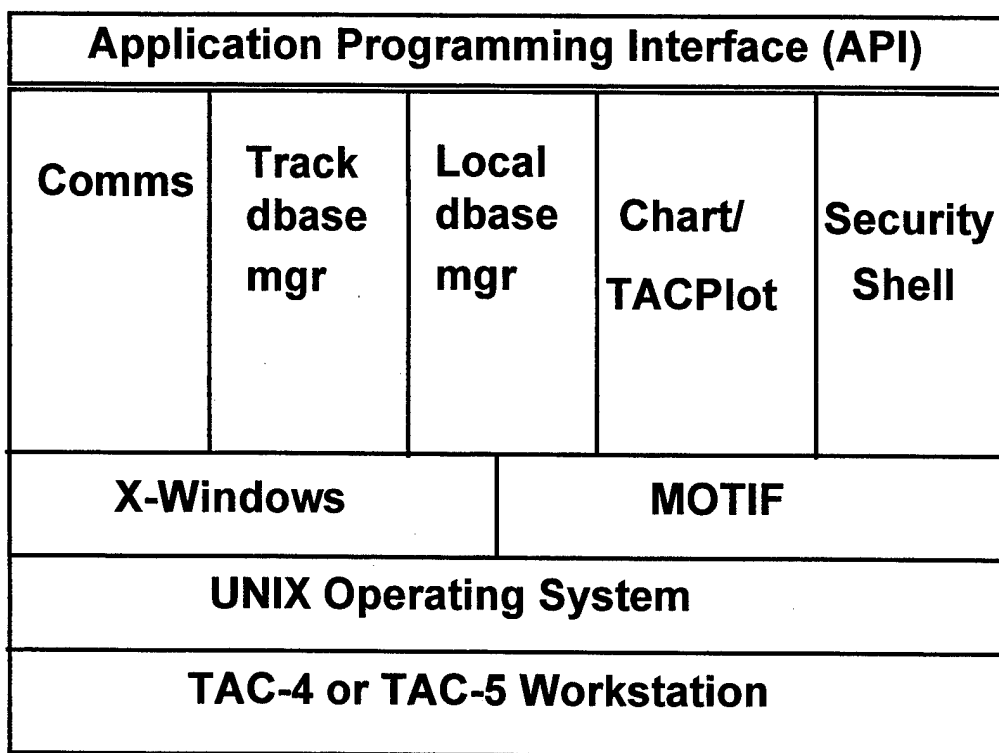 Application Programming Interface (API)
Comms
Track
dbase
mgr
Local
dbase
mgr
Chart/
TACPlot
Security
Shell
X-Windows
MOTIF
UNIX Operating System
TAC-4 or TAC-5 Workstation